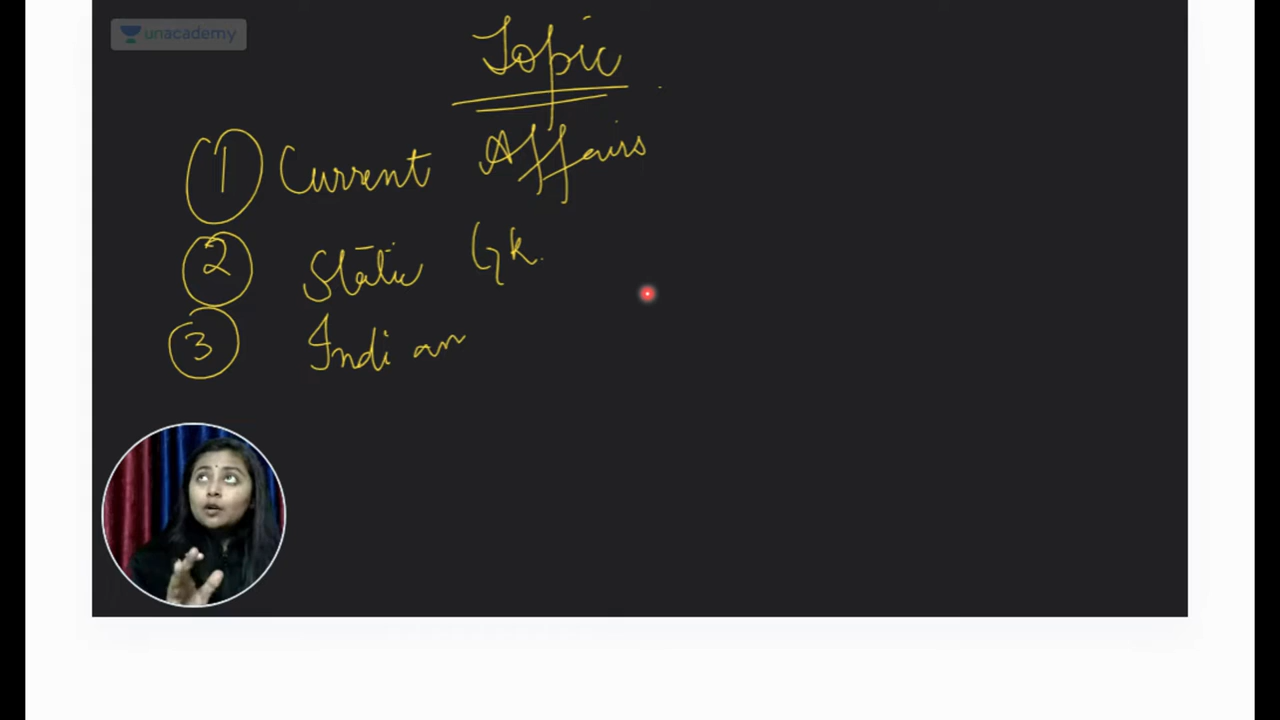 unacademy
Topic
1 Current Affairs
2 Static Gk.
3 Indian